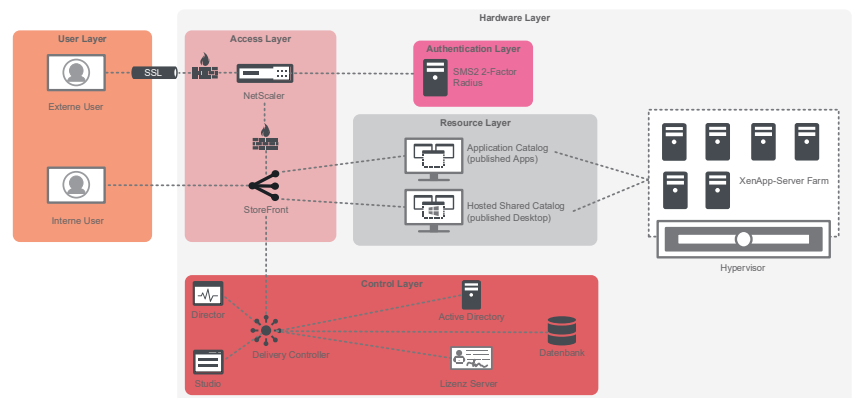 Hardware Layer
User Layer
Access Layer
Authentication Layer
SSL
SMS2 2-Factor
Radius
Externe User
NetScaler
Resource Layer
Application Catalog
(published Apps)
XenApp-Server Farm
Interne User
StoreFront
Hosted Shared Catalog
(published Desktop)
Hypervisor
Control Layer
Director
Active Directory
Delivery Controller
Datenbank
Studio
Lizenz Server